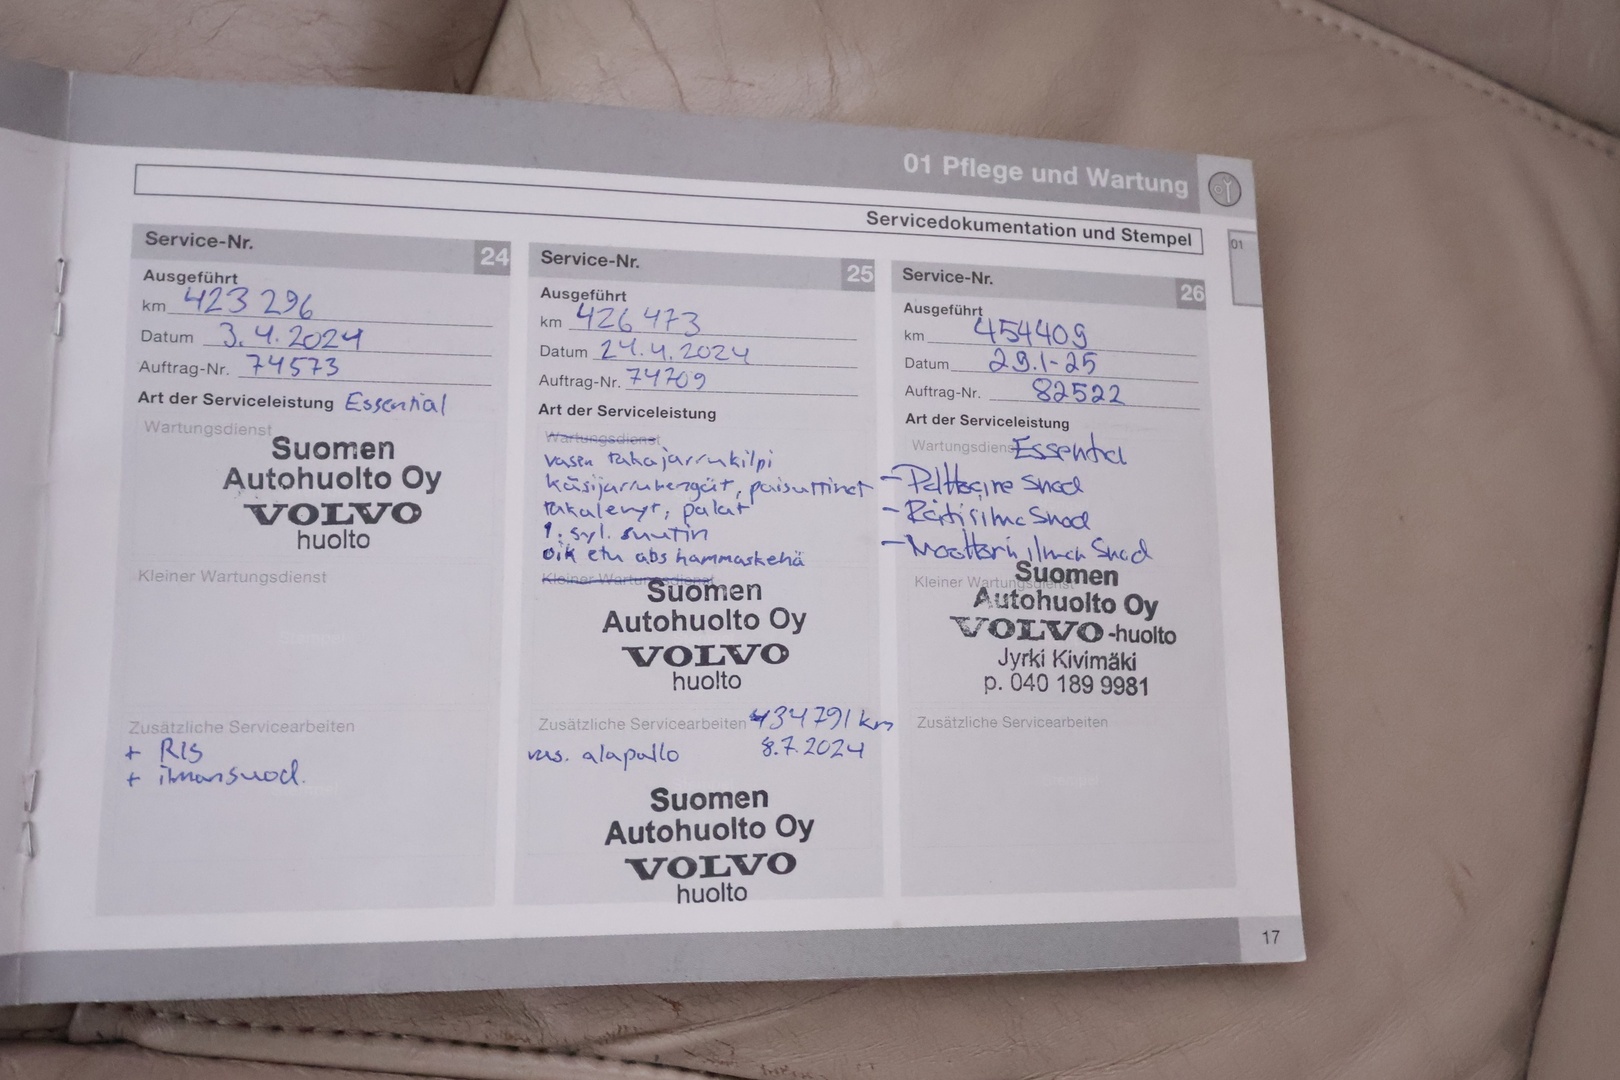 01 Pflege und Wartung
Servicedokumentation und Stempel
01
Service-Nr. 24
Ausgeführt
km 423 296
Datum 3.4.2024
Auftrag-Nr. 74573
Art der Serviceleistung Essential
Wartungsdienst
Suomen
Autohuolto Oy
VOLVO
huolto
Kleiner Wartungsdienst
Zusätzliche Servicearbeiten
+ RIS
+ ilmansuod.
Service-Nr. 25
Ausgeführt
km 426 473
Datum 24.4.2024
Auftrag-Nr. 74709
Art der Serviceleistung
Wartungsdienst
vasen takajarrukilpi
käsijarrukengät, paisuttimet
takalevyt, palat
1. syl. suutin
oik etu abs hammaskehä
Kleiner Wartungsdienst
Suomen
Autohuolto Oy
VOLVO
huolto
Zusätzliche Servicearbeiten 434791 km
vas. alapallo 8.7.2024
Suomen
Autohuolto Oy
VOLVO
huolto
Service-Nr. 26
Ausgeführt
km 454409
Datum 29.1-25
Auftrag-Nr. 82522
Art der Serviceleistung
Wartungsdienst Essential
- Polttoaine Suod
- Raitisilma Suod
- Moottorin ilman Suod
Kleiner Wartungsdienst
Suomen
Autohuolto Oy
VOLVO-huolto
Jyrki Kivimäki
p. 040 189 9981
Zusätzliche Servicearbeiten
17